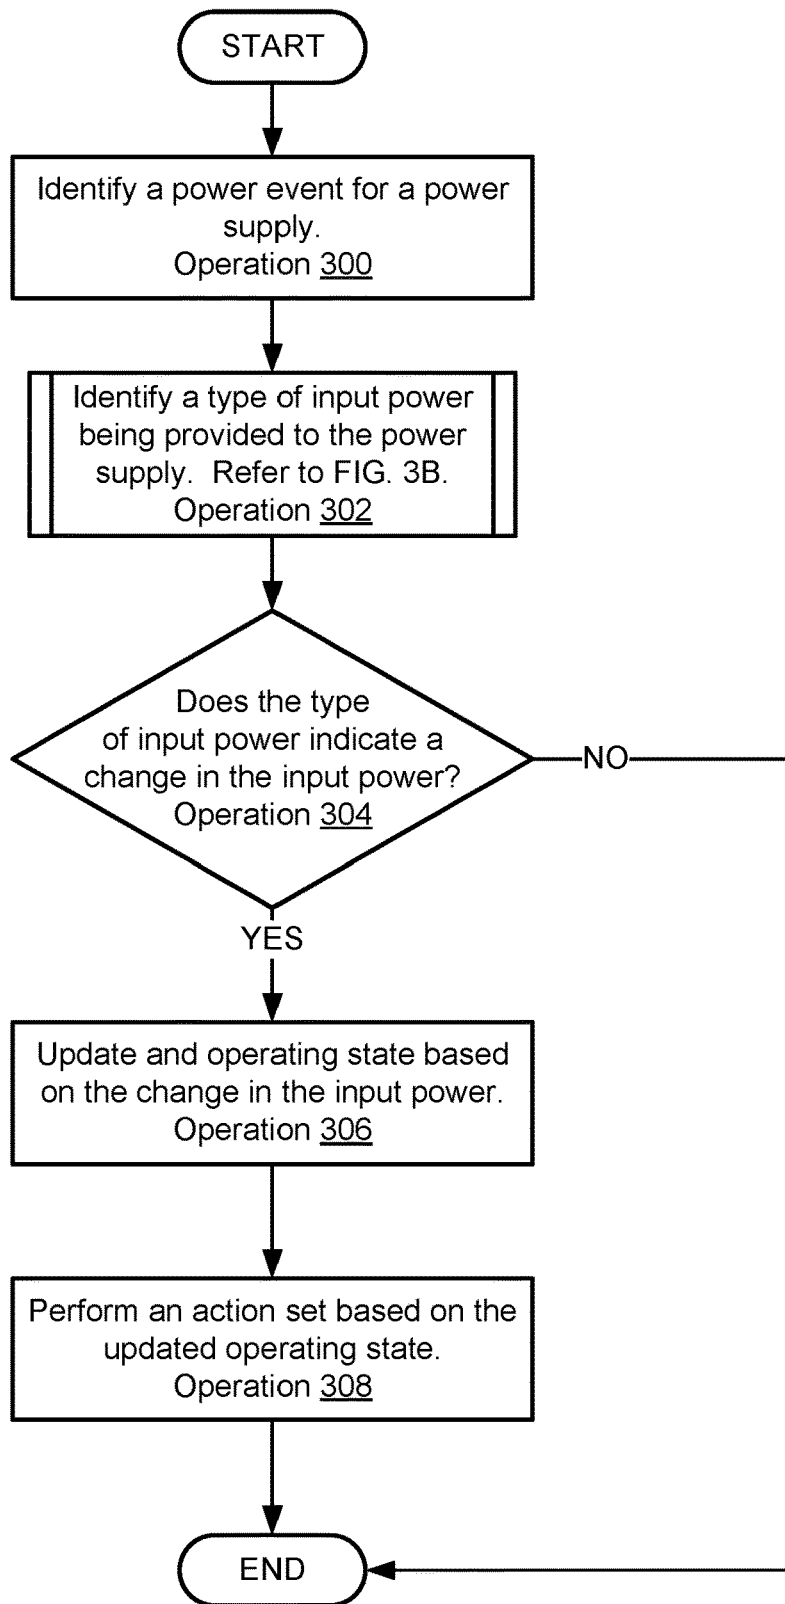 START
Identify a power event for a power
supply.
Operation 300
Identify a type of input power
being provided to the power
supply.  Refer to FIG. 3B.
Operation 302
Does the type
of input power indicate a
change in the input power?
Operation 304
NO
YES
Update and operating state based
on the change in the input power.
Operation 306
Perform an action set based on the
updated operating state.
Operation 308
END